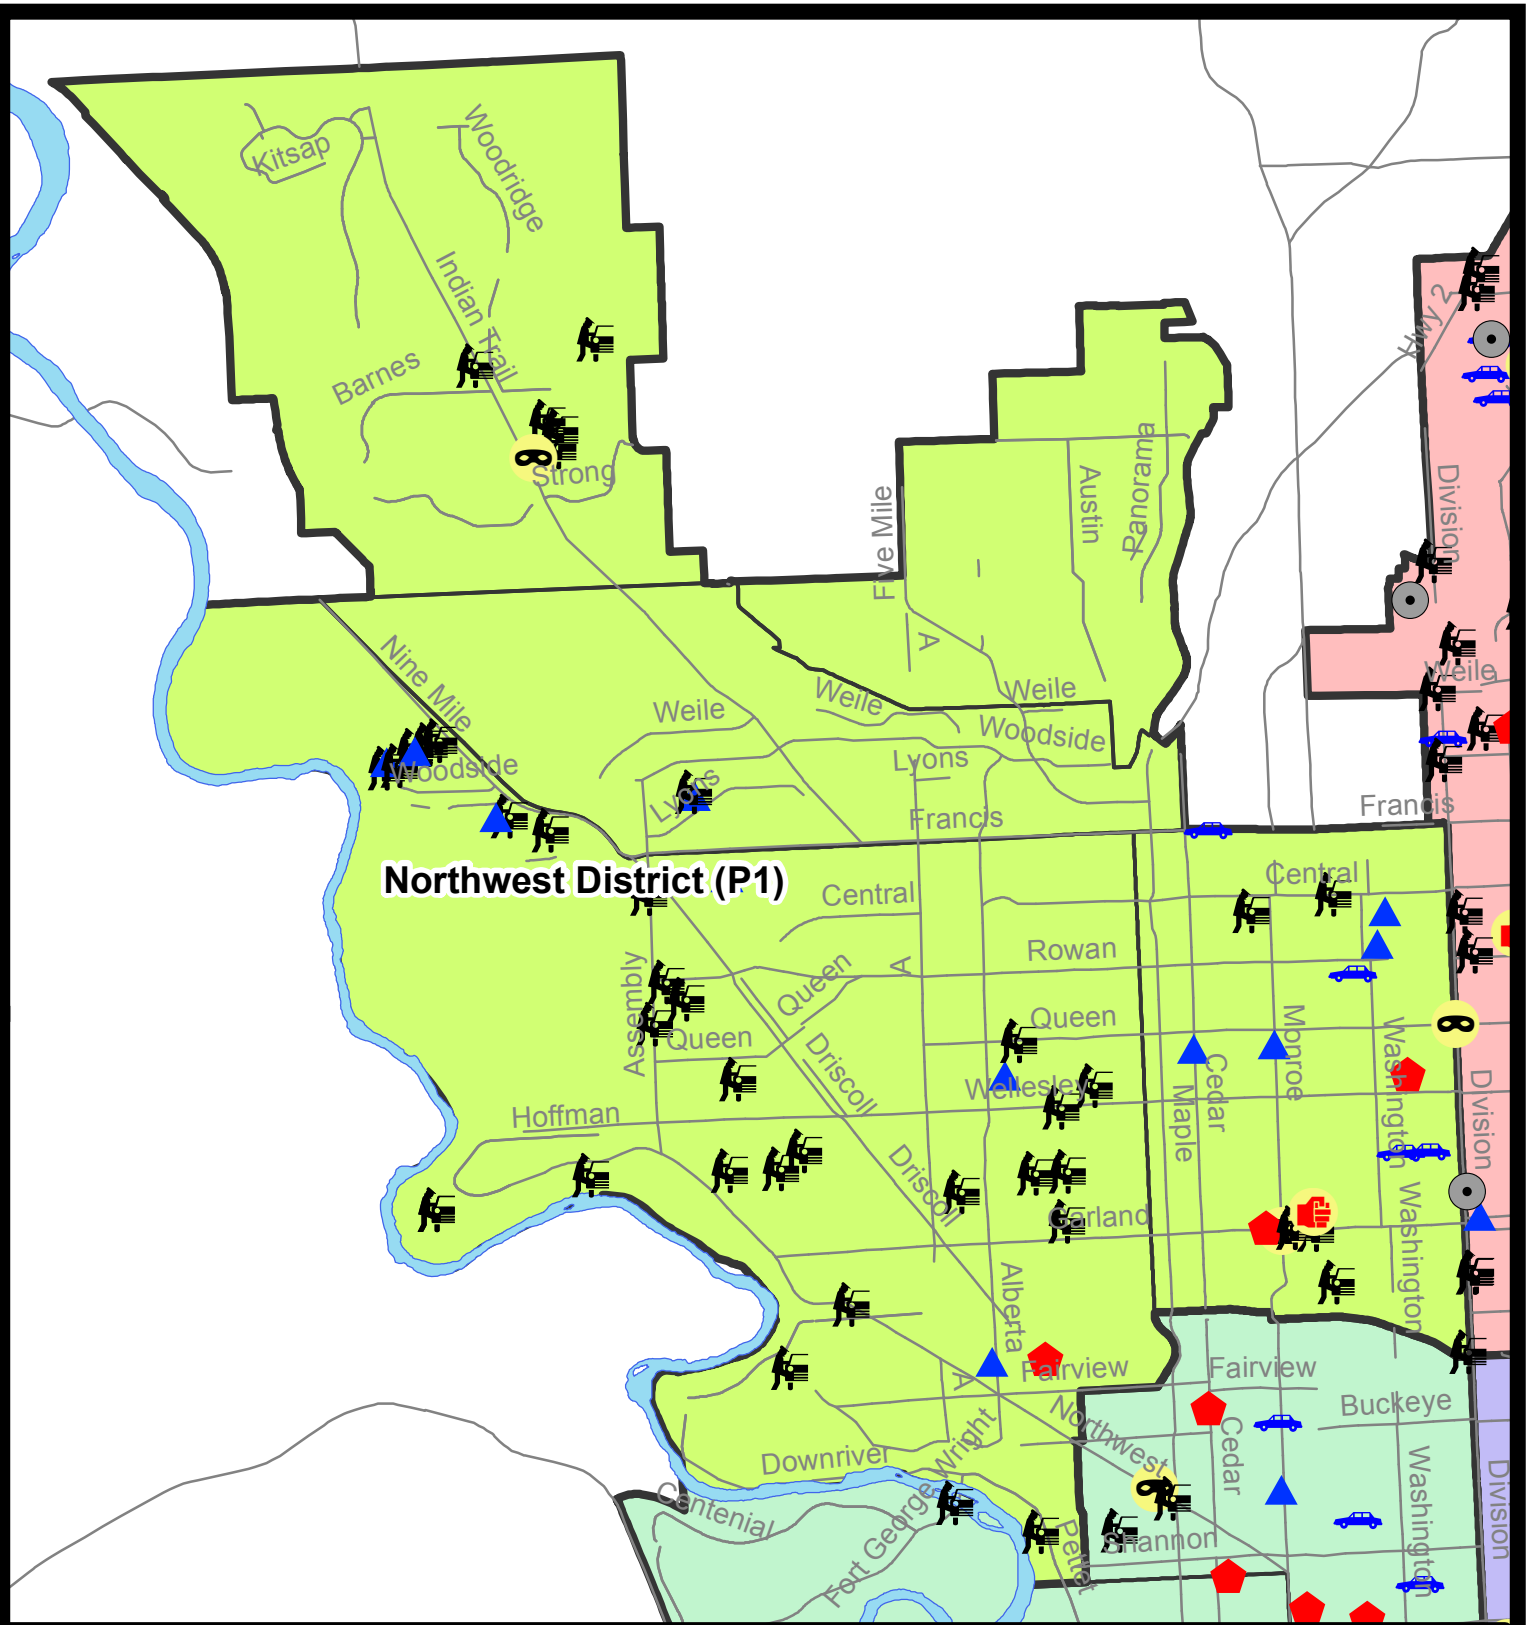 Kitsap
Woodridge
Indian Trail
Barnes
Strong
Hwy 2
Five Mile
Austin
Panorama
Division
A
Nine Mile
Weile
Weile
Weile
Weile
Woodside
Woodside
Lyons
Lyons
Francis
Francis
Northwest District (P1)
Central
Central
Assembly
Rowan
A
Queen
Queen
Queen
Driscoll
Monroe
Washington
Cedar
Maple
Wellesley
Division
Hoffman
Driscoll
Garland
Washington
Alberta
Fairview
Fairview
A
Buckeye
Northwest
Cedar
Wright
Downriver
Washington
Division
Centenial
Fort George
Pettet
Shannon